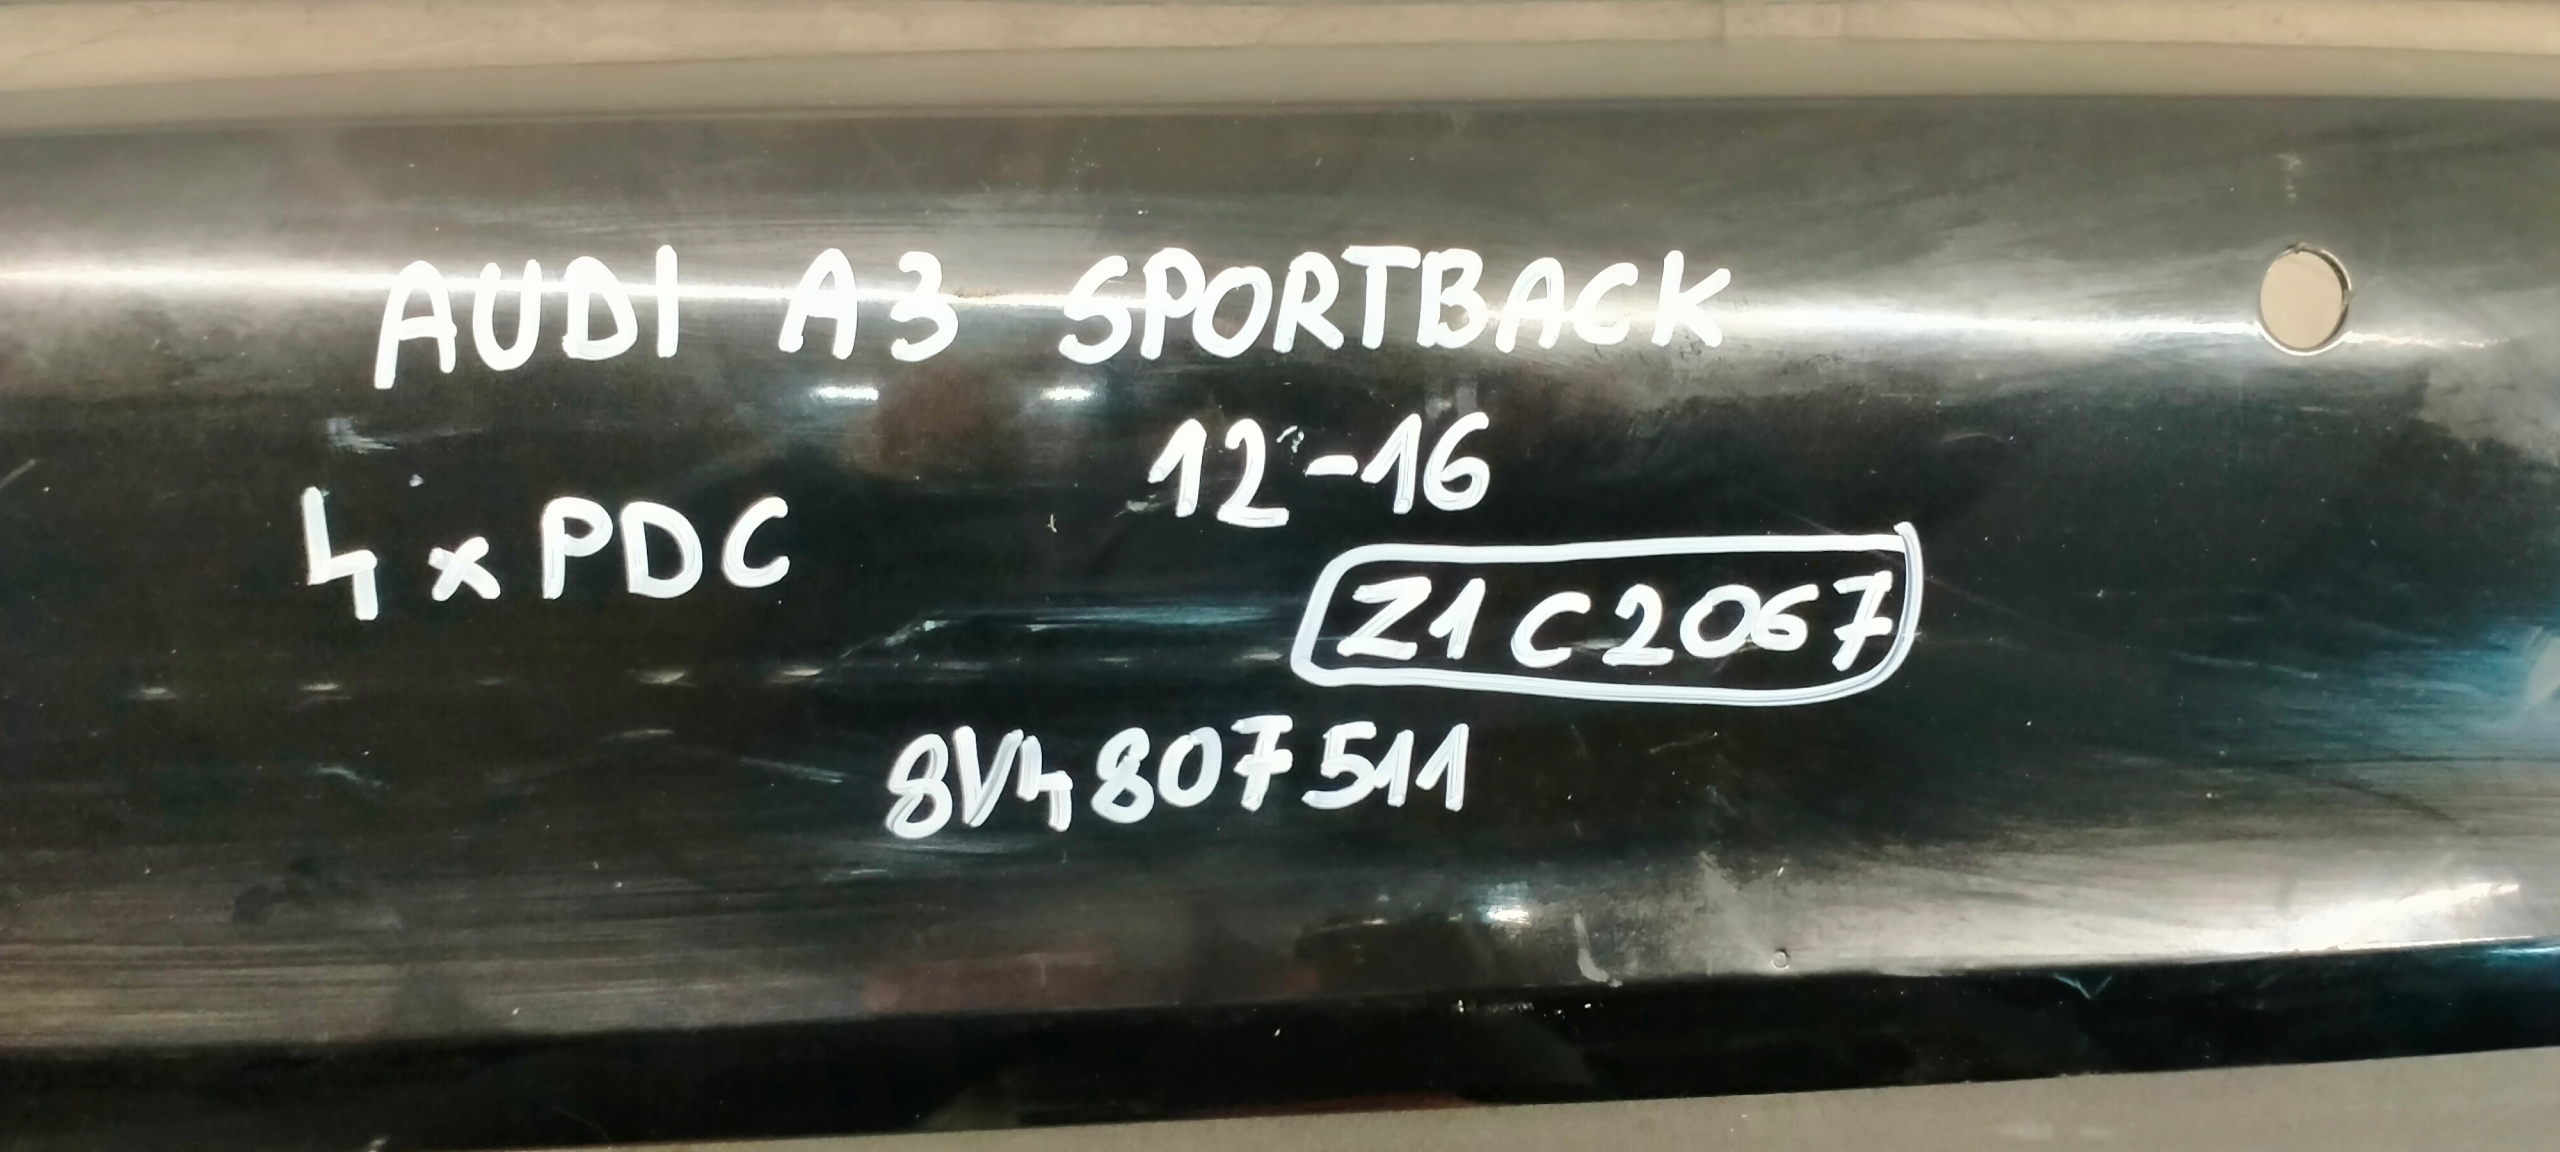 AUDI A3 SPORTBACK
12-16
4xPDC
Z1C2067
8V4807511